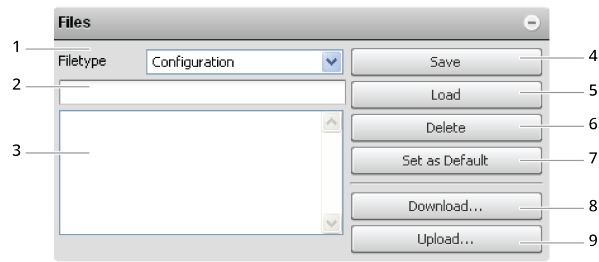 Files
1
Filetype
Configuration
Save
4
2
Load
5
Delete
6
3
Set as Default
7
Download...
8
Upload...
9